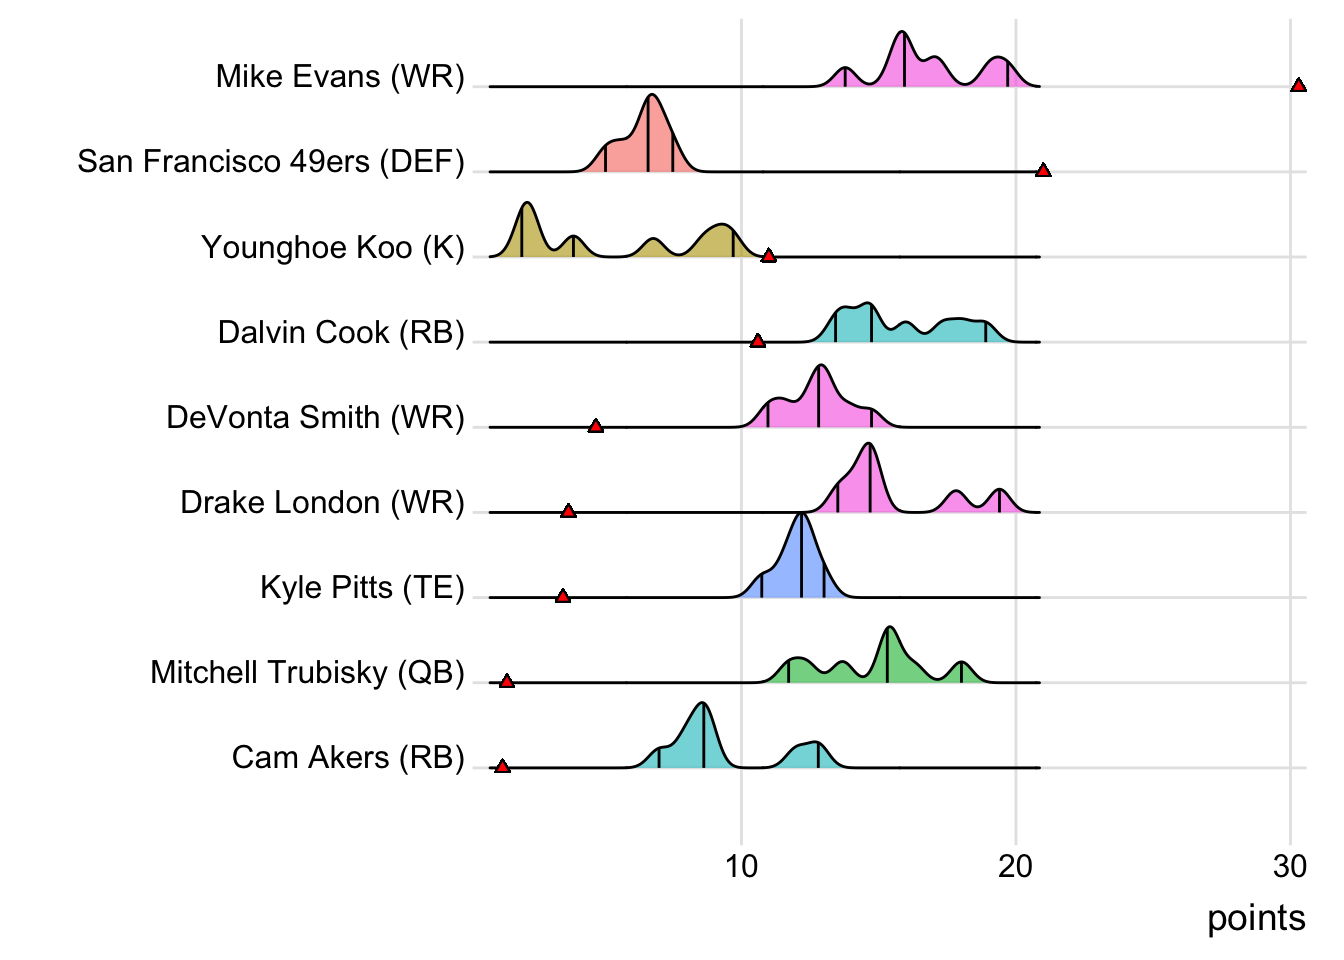 Mike Evans (WR)
San Francisco 49ers (DEF)
Younghoe Koo (K)
Dalvin Cook (RB)
DeVonta Smith (WR)
Drake London (WR)
Kyle Pitts (TE)
Mitchell Trubisky (QB)
Cam Akers (RB)
10 20 30
points